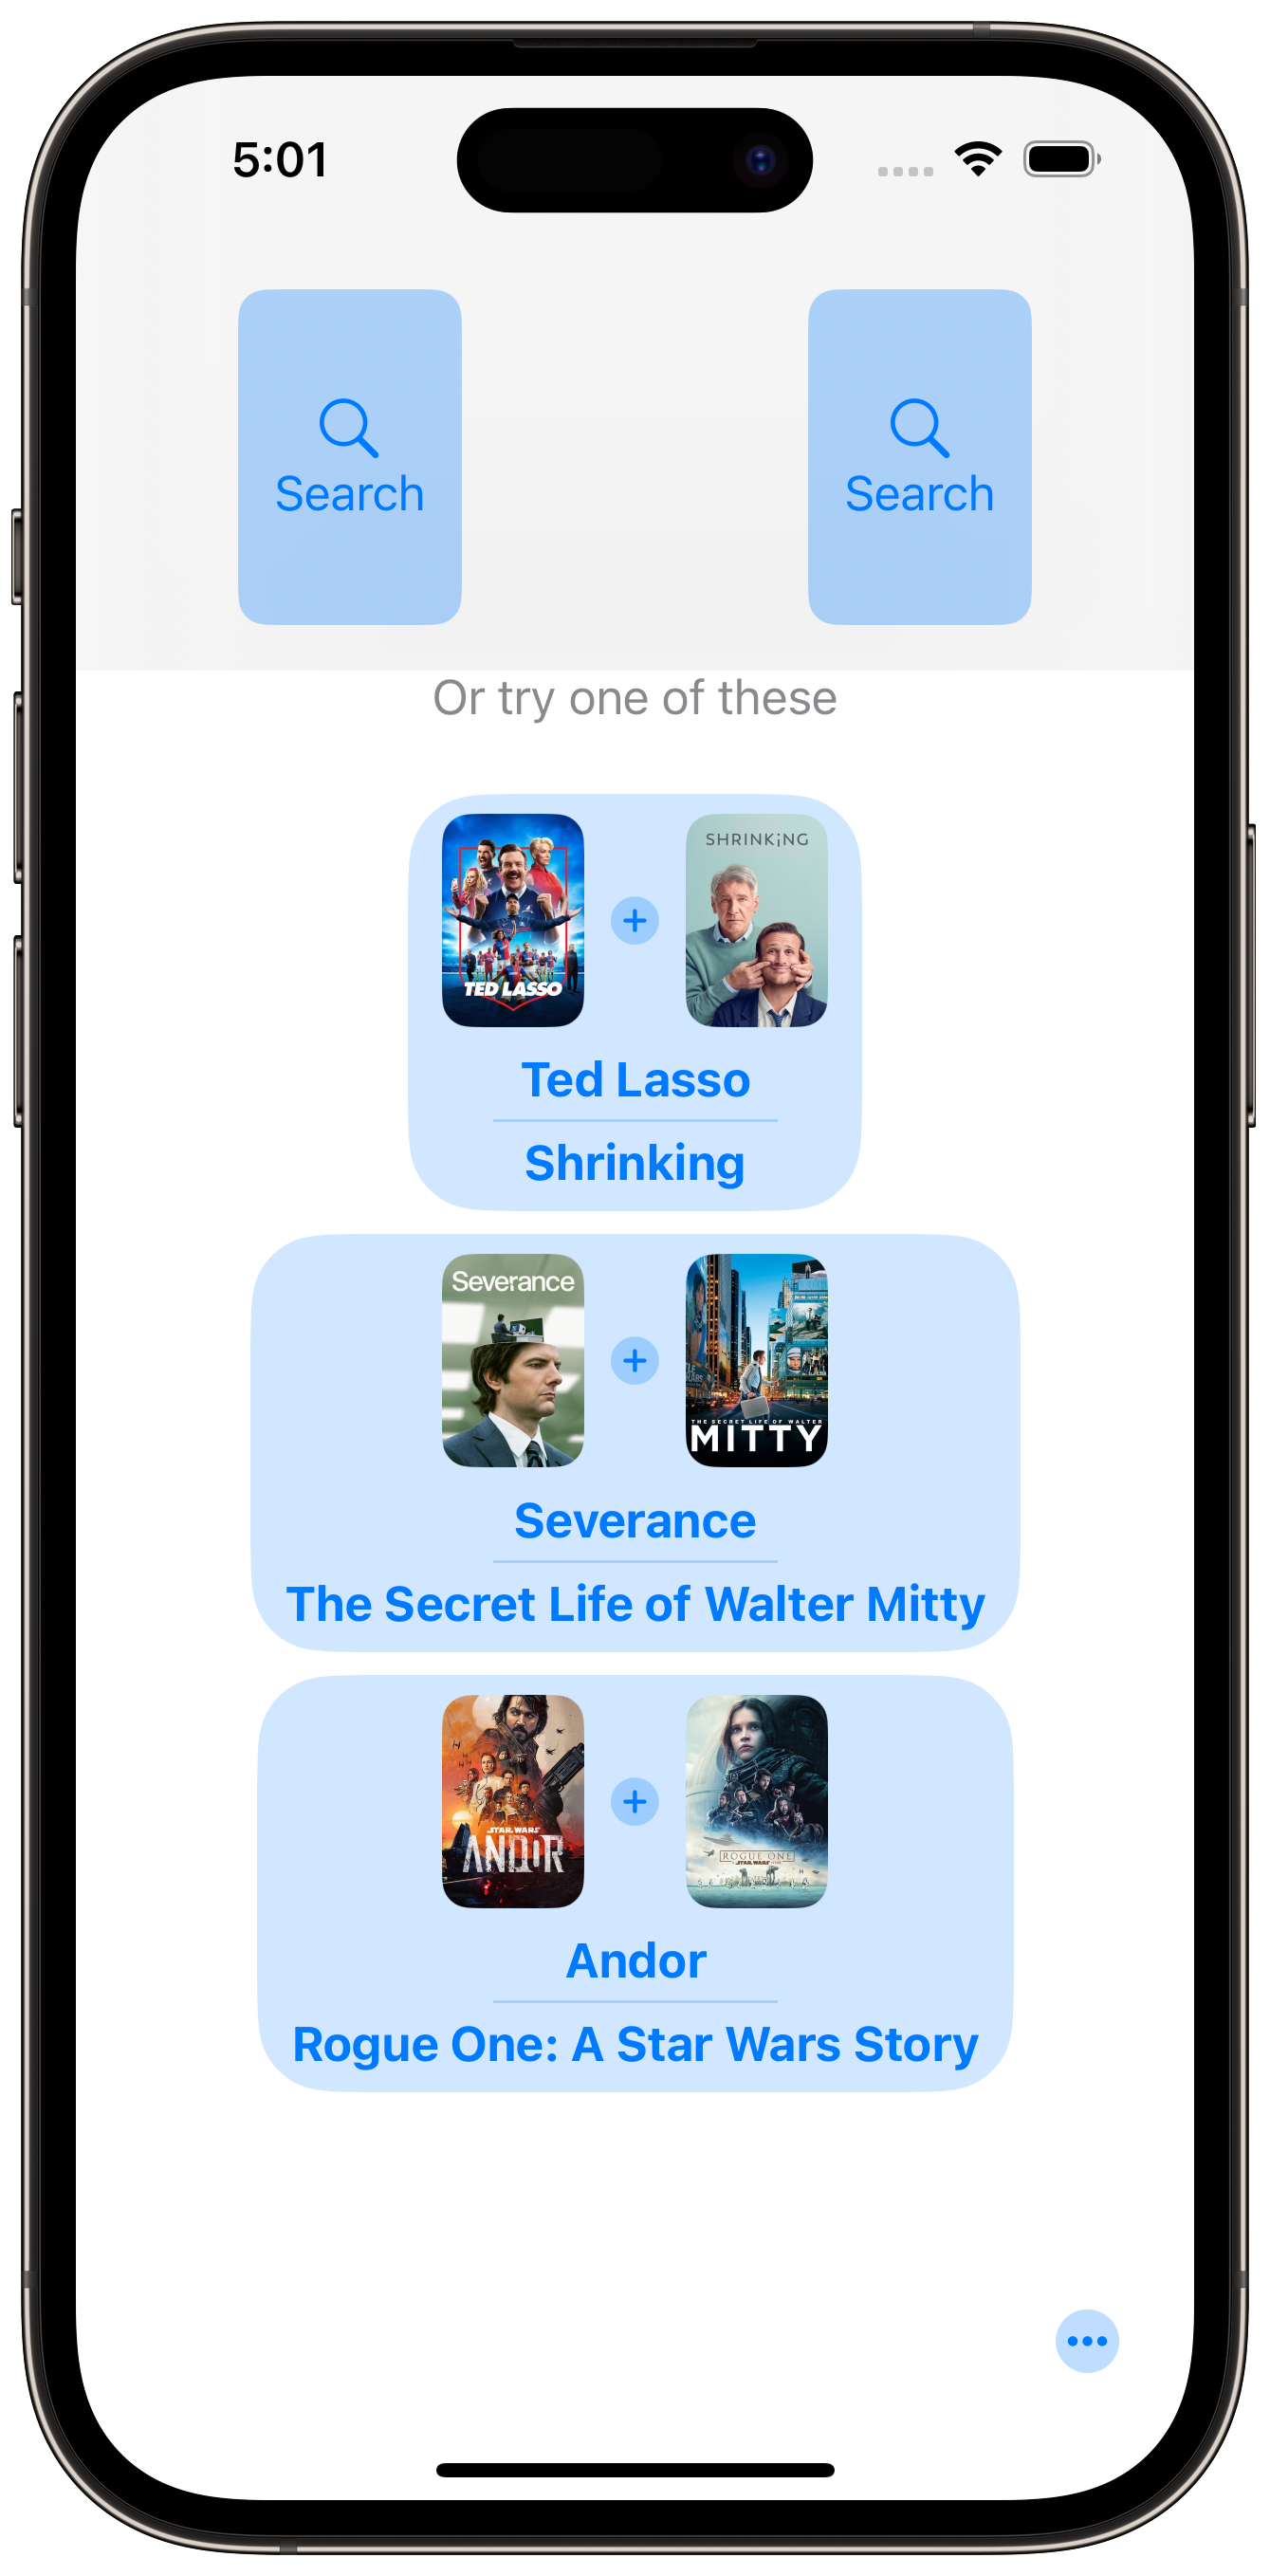 5:01
Search
Search
Or try one of these
TED LASSO
SHRINKiNG
Ted Lasso
Shrinking
Severance
THE SECRET LIFE OF WALTER
MITTY
Severance
The Secret Life of Walter Mitty
STAR WARS
ANDOR
ROGUE ONE
A STAR WARS STORY
Andor
Rogue One: A Star Wars Story